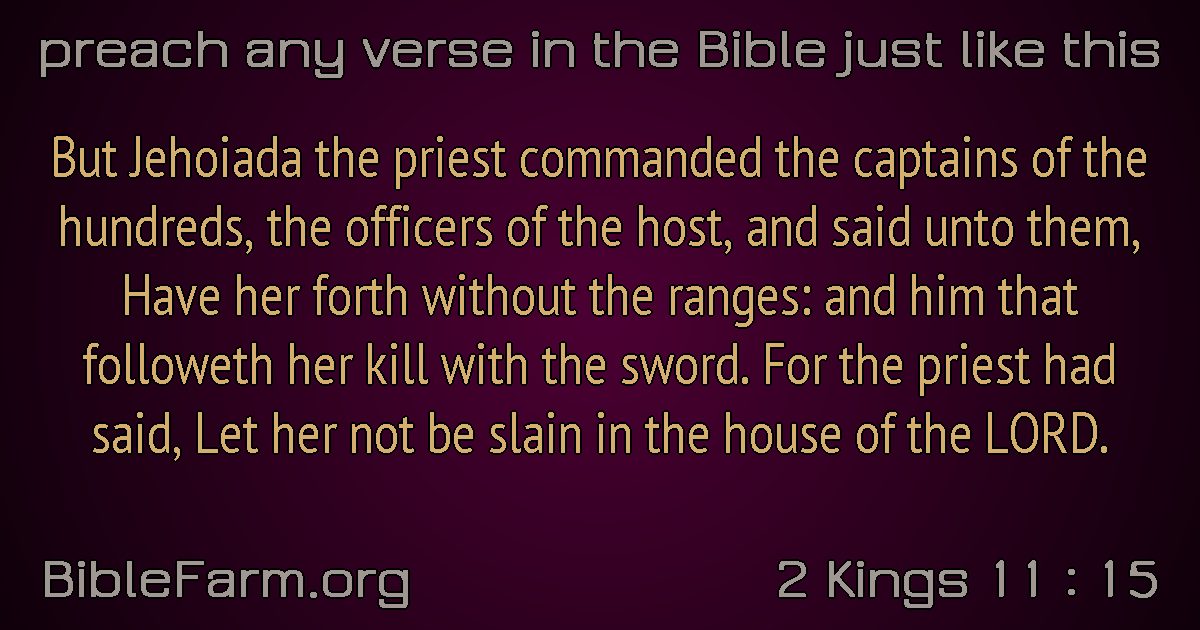 preach any verse in the Bible just like this
But Jehoiada the priest commanded the captains of the
hundreds, the officers of the host, and said unto them,
Have her forth without the ranges: and him that
followeth her kill with the sword. For the priest had
said, Let her not be slain in the house of the LORD.
BibleFarm.org
2 Kings 11 : 15